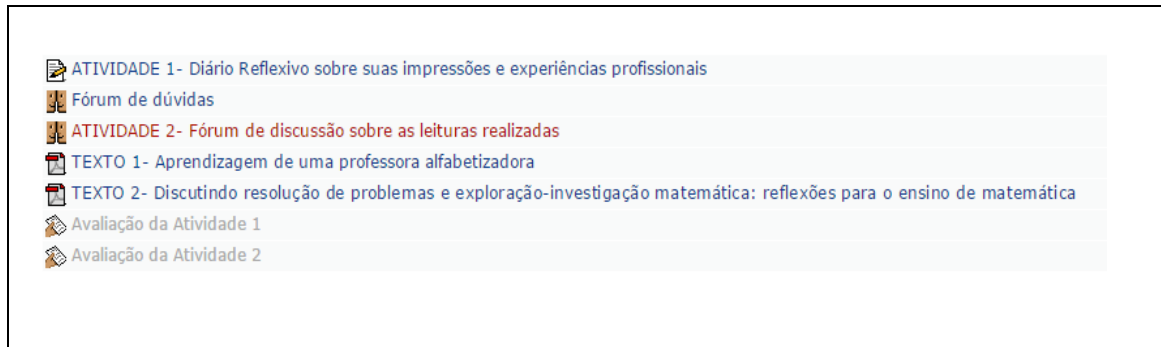 ATIVIDADE 1- Diário Reflexivo sobre suas impressões e experiências profissionais
Fórum de dúvidas
ATIVIDADE 2- Fórum de discussão sobre as leituras realizadas
TEXTO 1- Aprendizagem de uma professora alfabetizadora
TEXTO 2- Discutindo resolução de problemas e exploração-investigação matemática: reflexões para o ensino de matemática
Avaliação da Atividade 1
Avaliação da Atividade 2